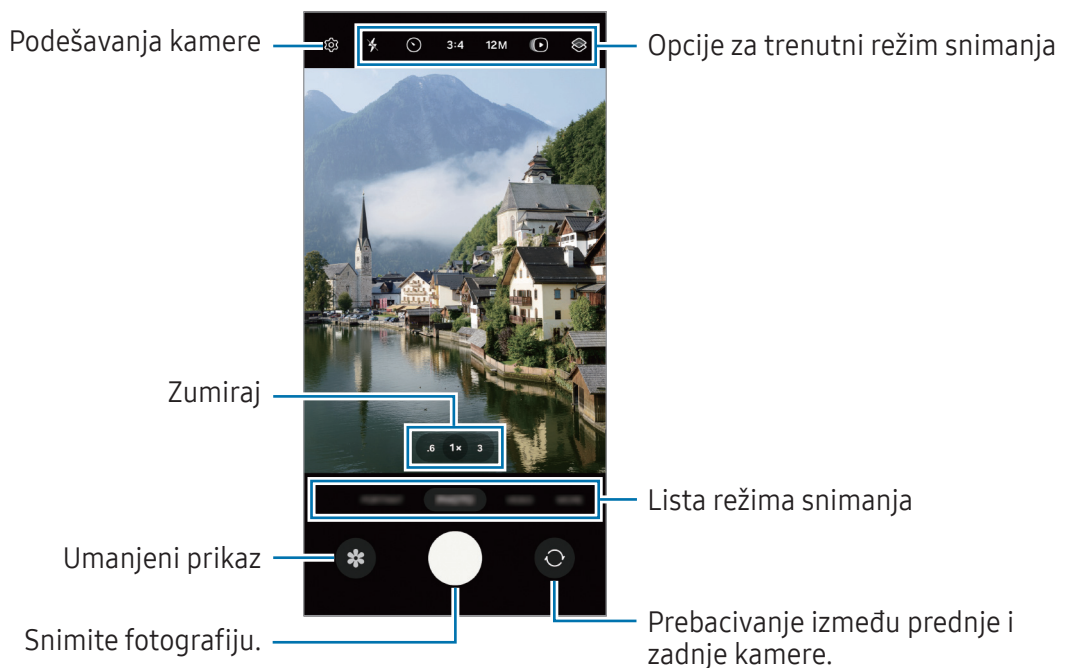 Podešavanja kamere
3:4 12M
Opcije za trenutni režim snimanja
Zumiraj
.6 1× 3
Lista režima snimanja
Umanjeni prikaz
Snimite fotografiju.
Prebacivanje između prednje i
zadnje kamere.